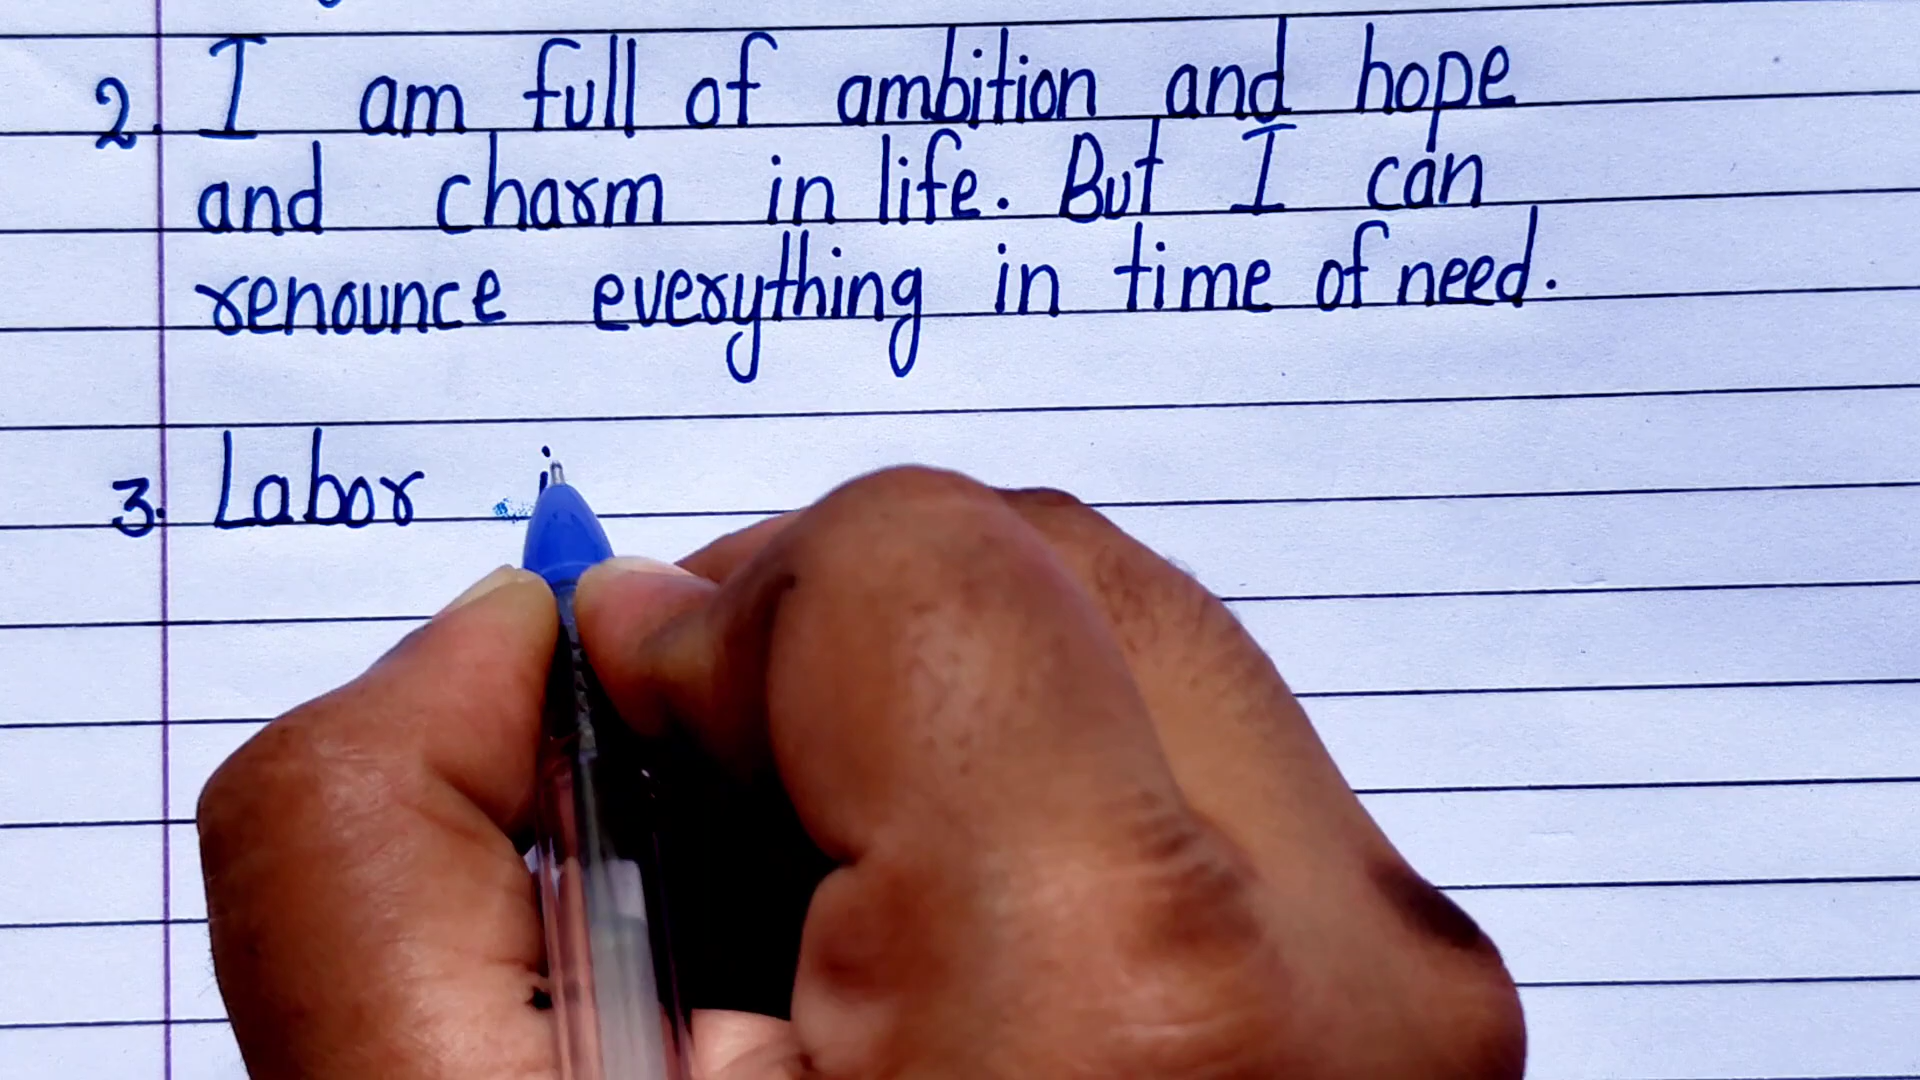 2. I am full of ambition and hope
and charm in life. But I can
renounce everything in time of need.
3. Labor i